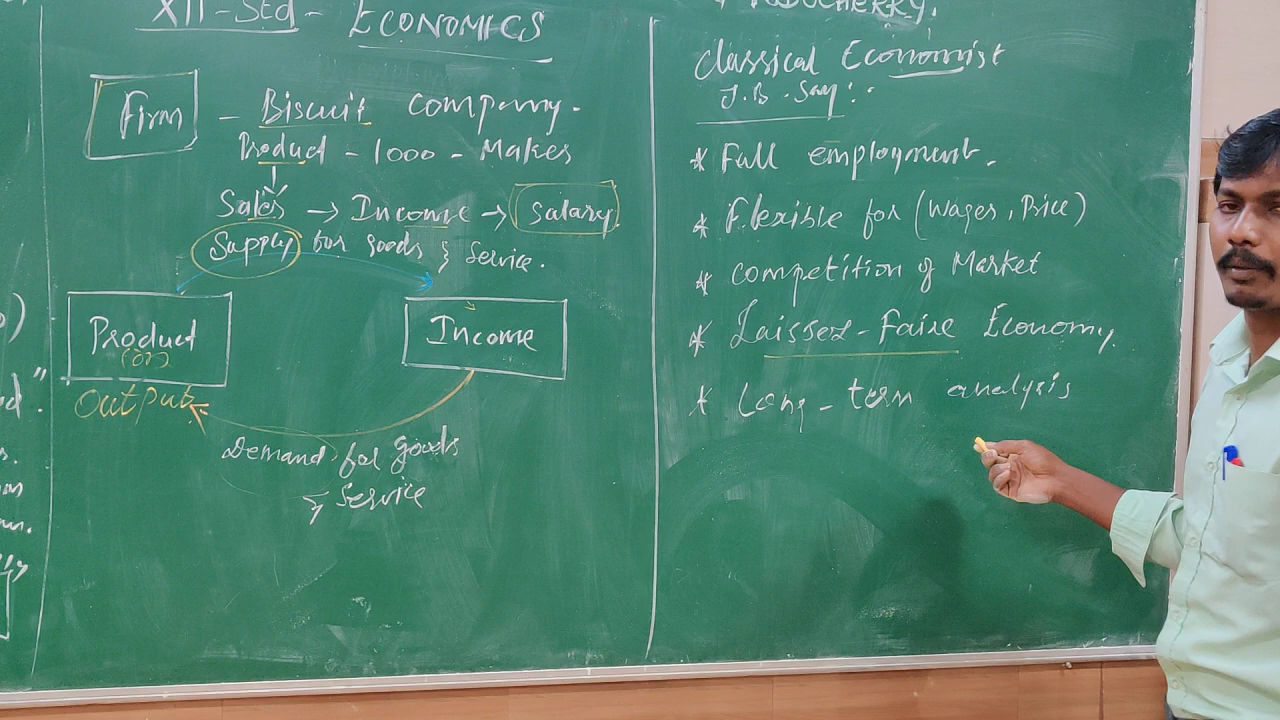 XII-Std- ECONOMICS
Firm - Biscuit company.
Product - 1000 - Makes
Sales → Income → Salary
Supply for goods & Service.
Product
(or)
Output
Income
Demand for Goods
& Service
PUDUCHERRY.
Classical Economist
J.B. Say:-
* Full employment.
* Flexible for (Wages, Price)
* Competition of Market
* Laissez-Faire Economy.
* Long-term analysis